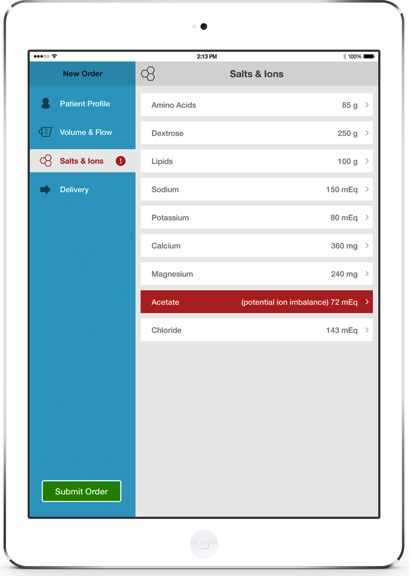 2:13 PM
100%
New Order
Patient Profile
Volume & Flow
Salts & Ions
!
Delivery
Submit Order
Salts & Ions
Amino Acids 85 g
Dextrose 250 g
Lipids 100 g
Sodium 150 mEq
Potassium 80 mEq
Calcium 360 mg
Magnesium 240 mg
Acetate (potential ion imbalance) 72 mEq
Chloride 143 mEq